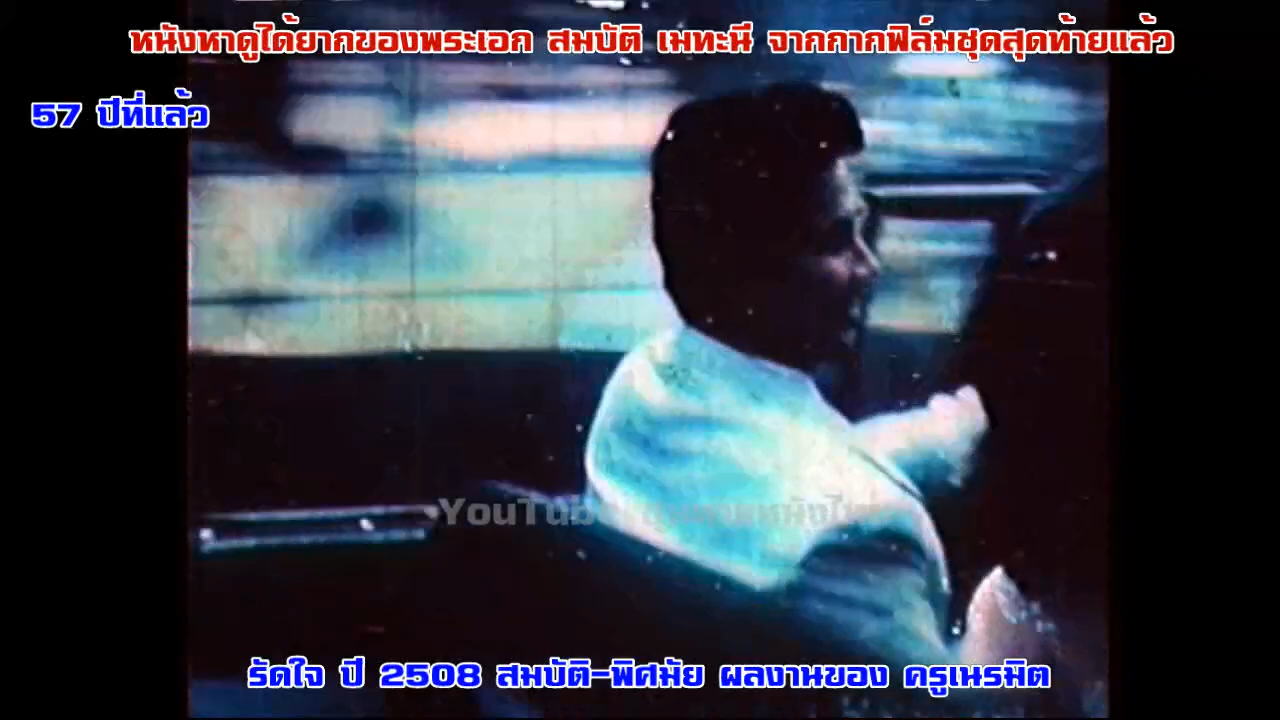 หนังหาดูได้ยากของพระเอก สมบัติ เมทะนี จากกากฟิล์มชุดสุดท้ายแล้ว
57 ปีที่แล้ว
YouTube
รัดใจ ปี 2508 สมบัติ-พิศมัย ผลงานของ ครูเนรมิต